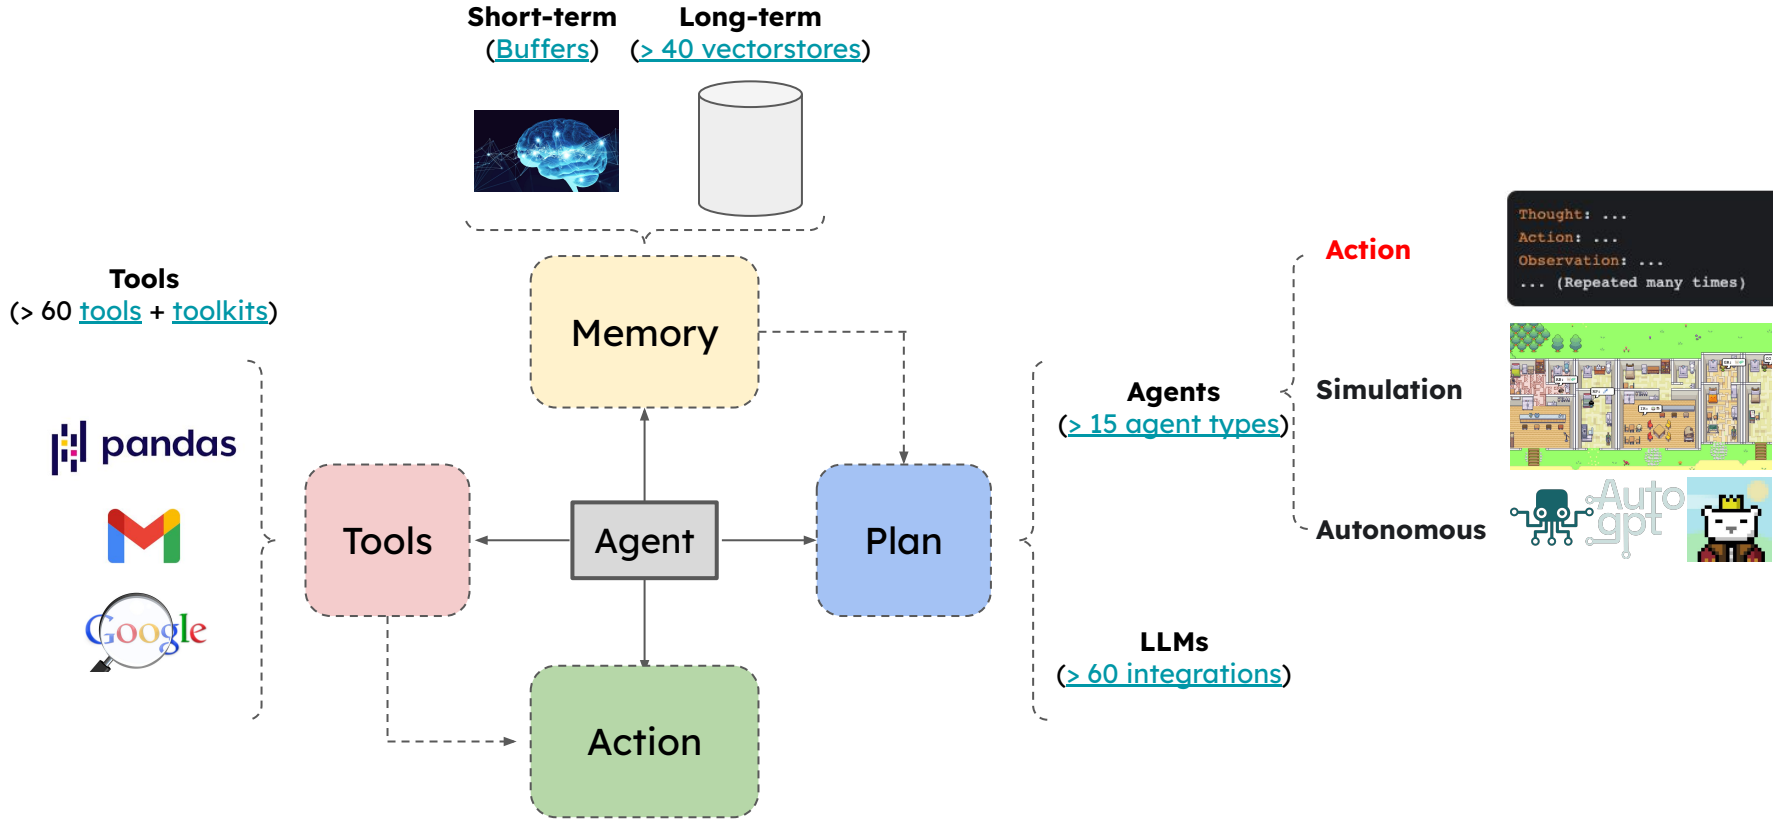 Short-term
(Buffers)
Long-term
(> 40 vectorstores)
Tools
(> 60 tools + toolkits)
pandas
Google
Memory
Tools
Agent
Plan
Action
Agents
(> 15 agent types)
LLMs
(> 60 integrations)
Action
Simulation
Autonomous
Thought: ...
Action: ...
Observation: ...
... (Repeated many times)
Auto
gpt